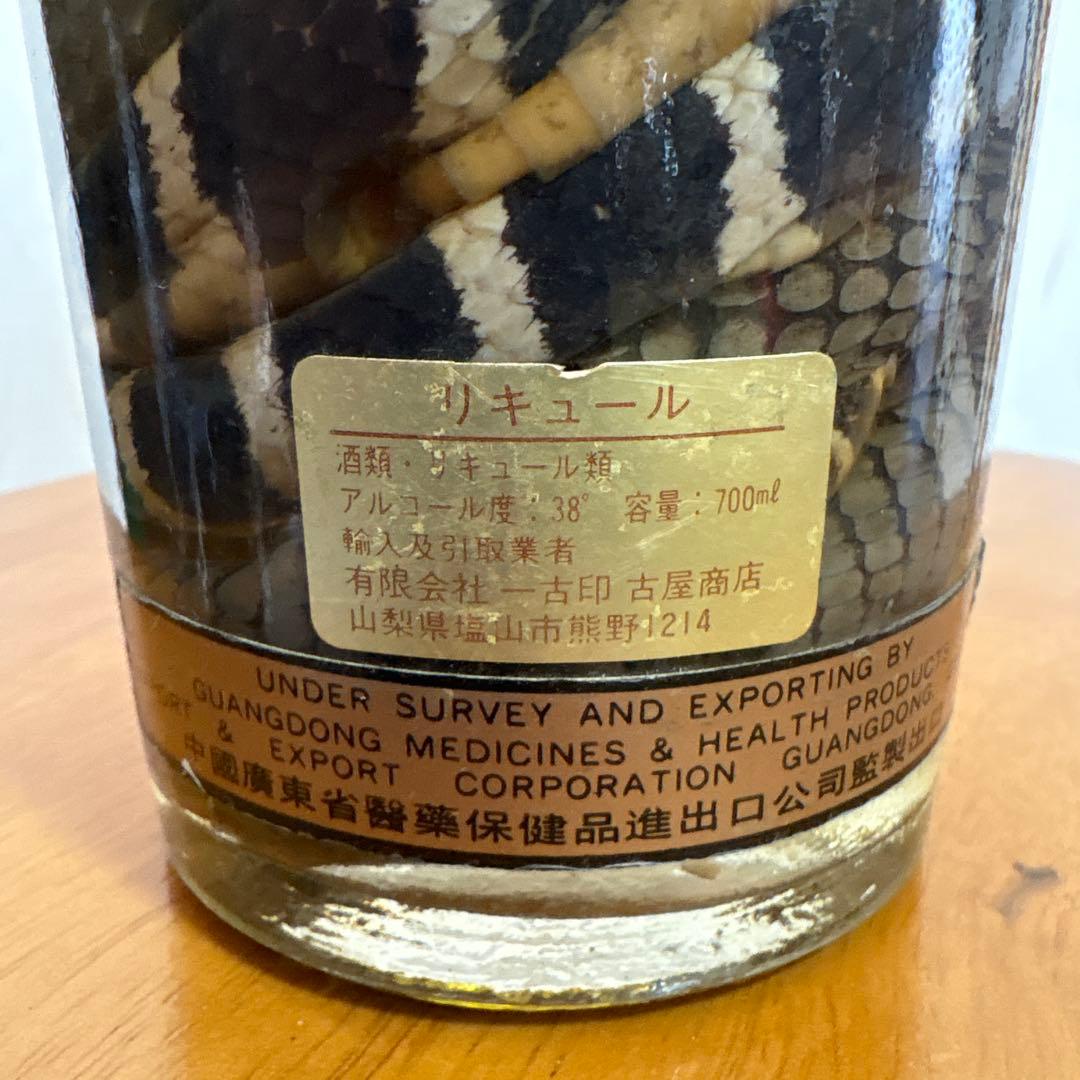 リキュール
酒類・リキュール類
アルコール度:38° 容量:700ml
輸入及引取業者
有限会社 一古印 古屋商店
山梨県塩山市熊野1214
UNDER SURVEY AND EXPORTING BY
GUANGDONG MEDICINES & HEALTH PRODUCTS
& EXPORT CORPORATION GUANGDONG.
中國廣東省醫藥保健品進出口公司監製出口